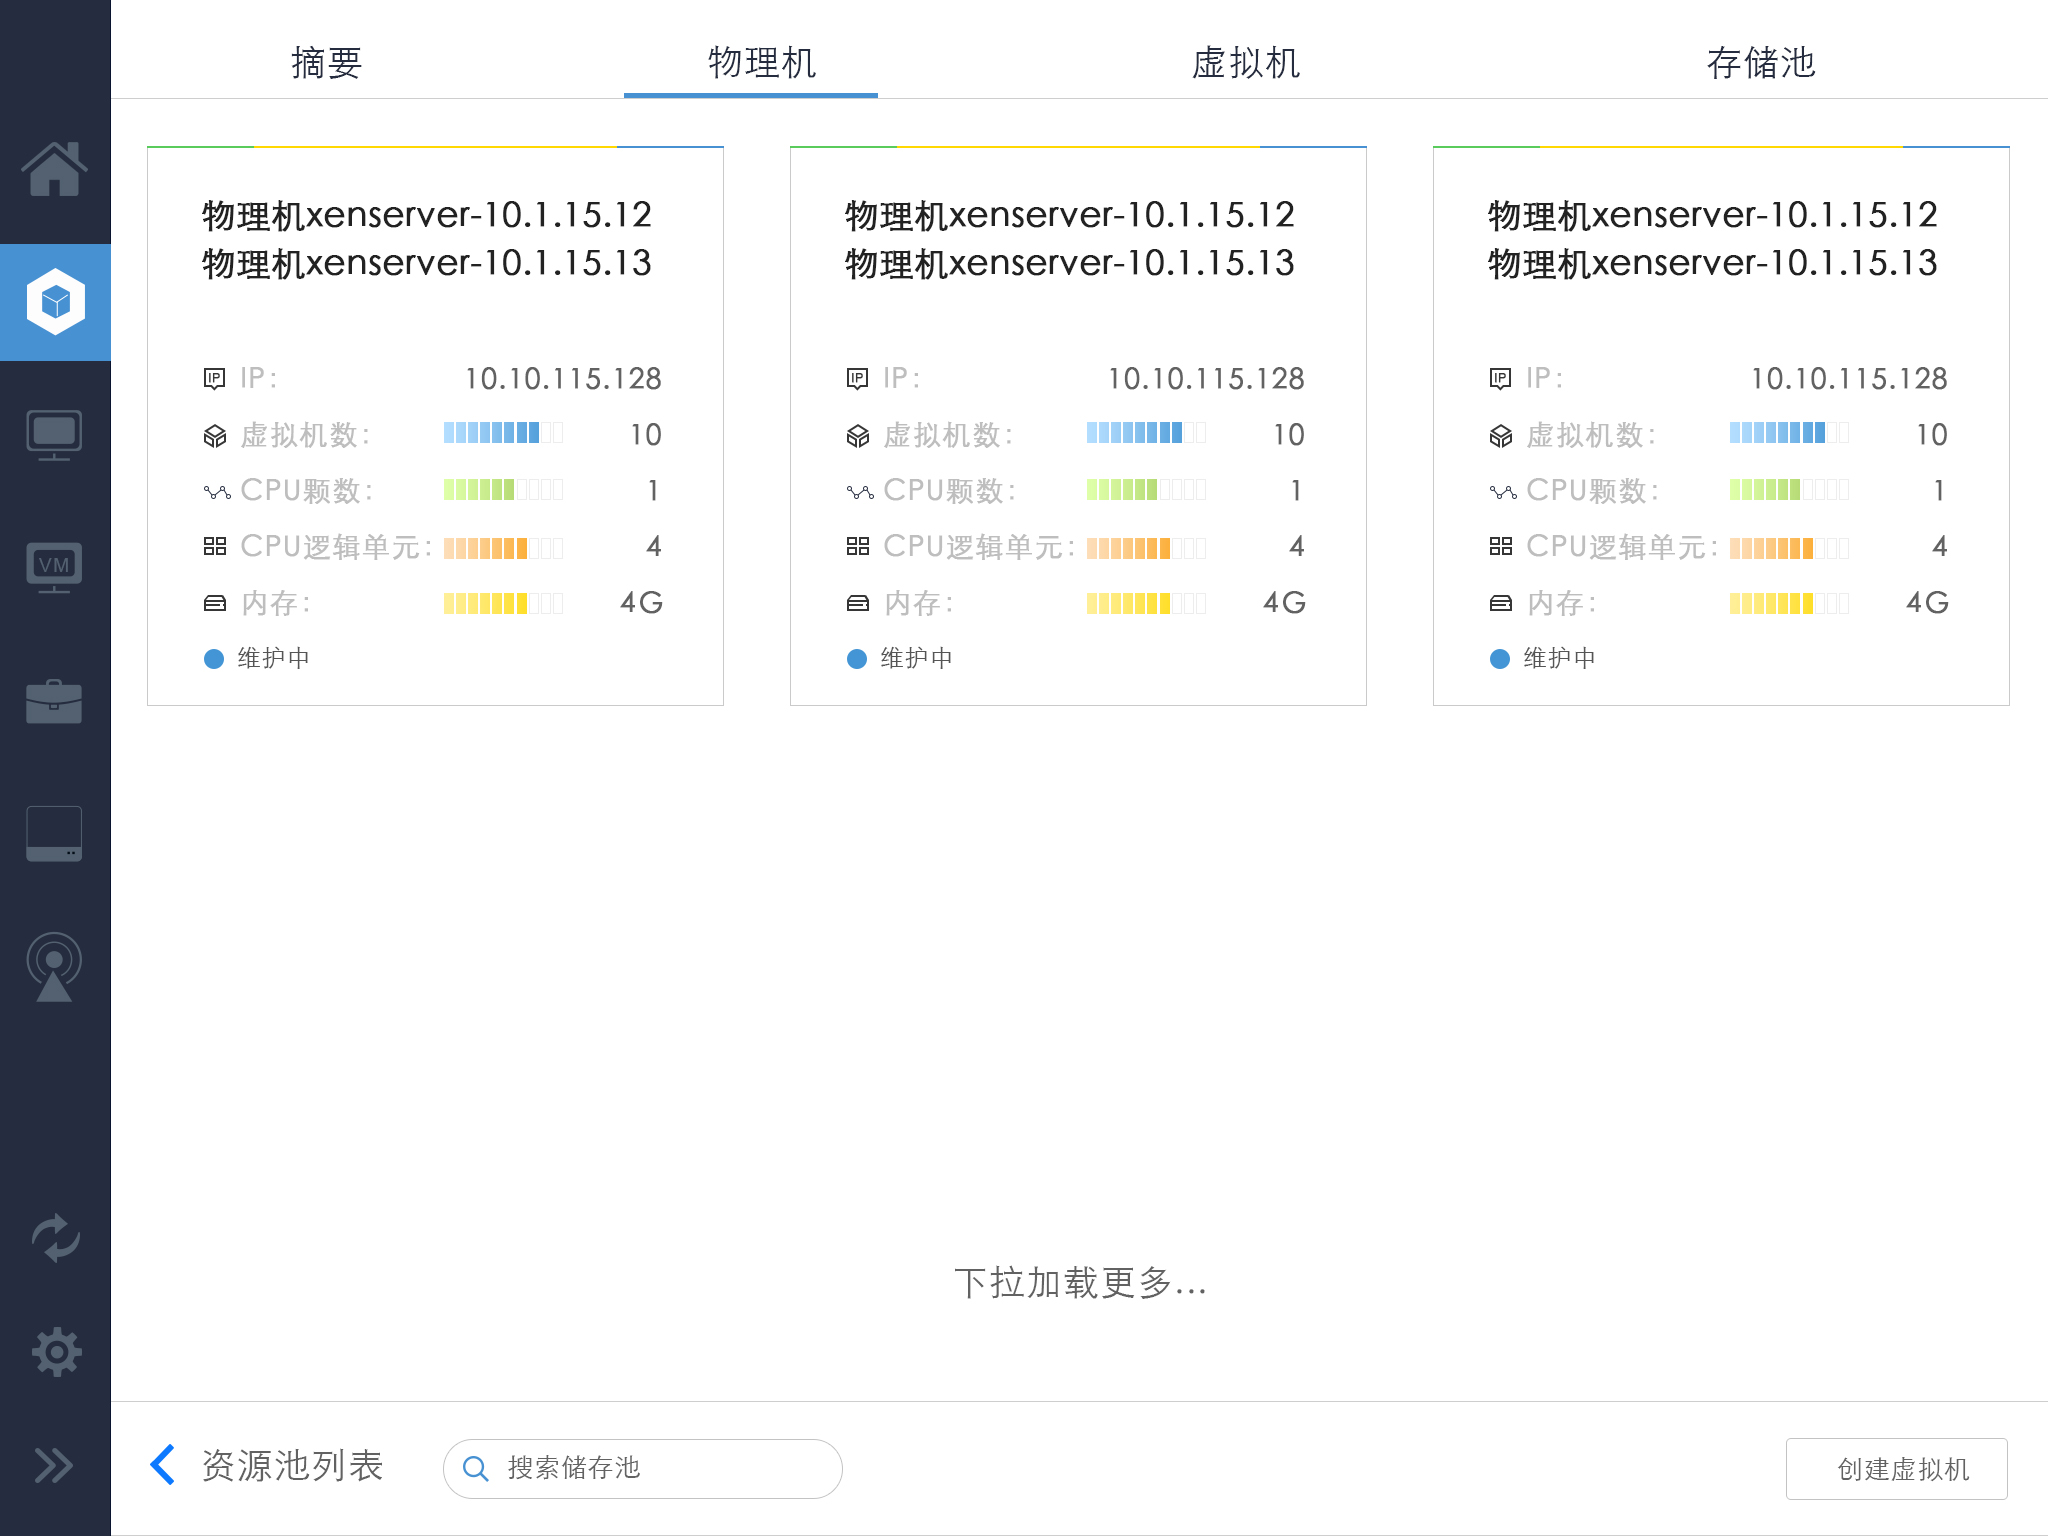 摘要 物理机 虚拟机 存储池
物理机xenserver-10.1.15.12
物理机xenserver-10.1.15.13
IP: 10.10.115.128
虚拟机数: 10
CPU颗数: 1
CPU逻辑单元: 4
内存: 4G
维护中
物理机xenserver-10.1.15.12
物理机xenserver-10.1.15.13
IP: 10.10.115.128
虚拟机数: 10
CPU颗数: 1
CPU逻辑单元: 4
内存: 4G
维护中
物理机xenserver-10.1.15.12
物理机xenserver-10.1.15.13
IP: 10.10.115.128
虚拟机数: 10
CPU颗数: 1
CPU逻辑单元: 4
内存: 4G
维护中
VM
下拉加载更多...
资源池列表 搜索储存池 创建虚拟机